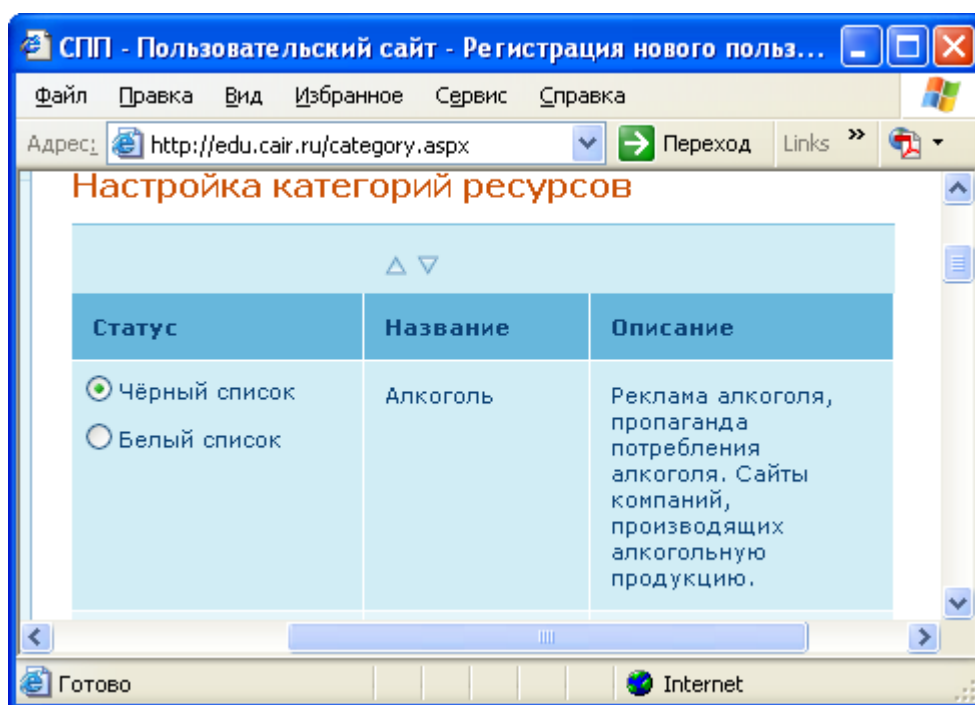 СПП - Пользовательский сайт - Регистрация нового польз...
Файл Правка Вид Избранное Сервис Справка
Адрес: http://edu.cair.ru/category.aspx Переход Links »
Настройка категорий ресурсов
Статус Название Описание
Чёрный список Алкоголь Реклама алкоголя,
пропаганда
Белый список потребления
алкоголя. Сайты
компаний,
производящих
алкогольную
продукцию.
Готово Internet